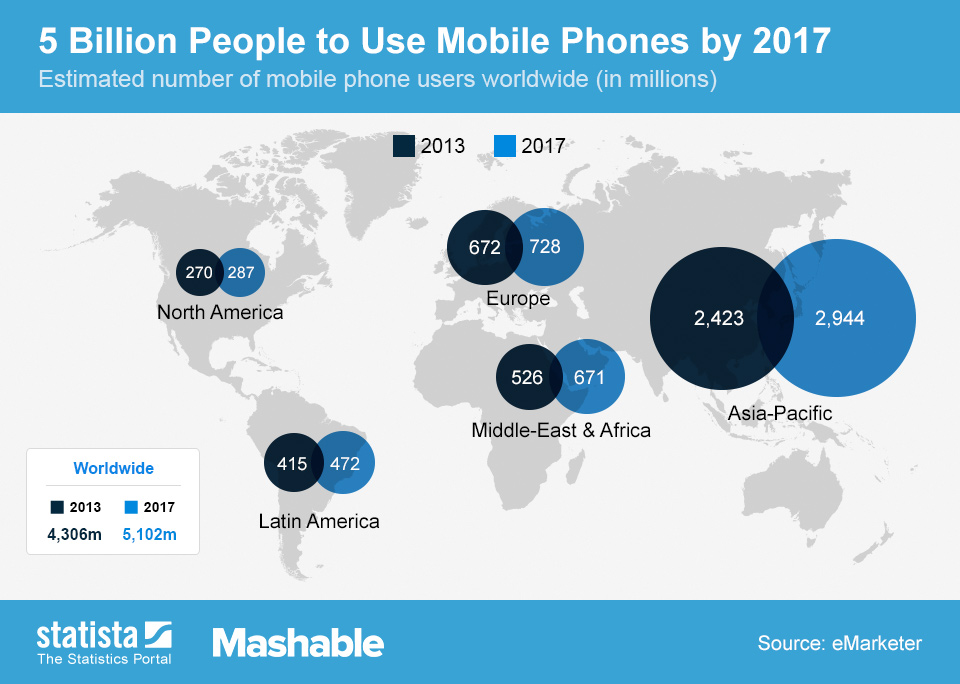 5 Billion People to Use Mobile Phones by 2017
Estimated number of mobile phone users worldwide (in millions)
2013 2017
270 287
North America
672 728
Europe
2,423 2,944
Asia-Pacific
526 671
Middle-East & Africa
415 472
Latin America
Worldwide
2013 2017
4,306m 5,102m
statista
The Statistics Portal
Mashable
Source: eMarketer